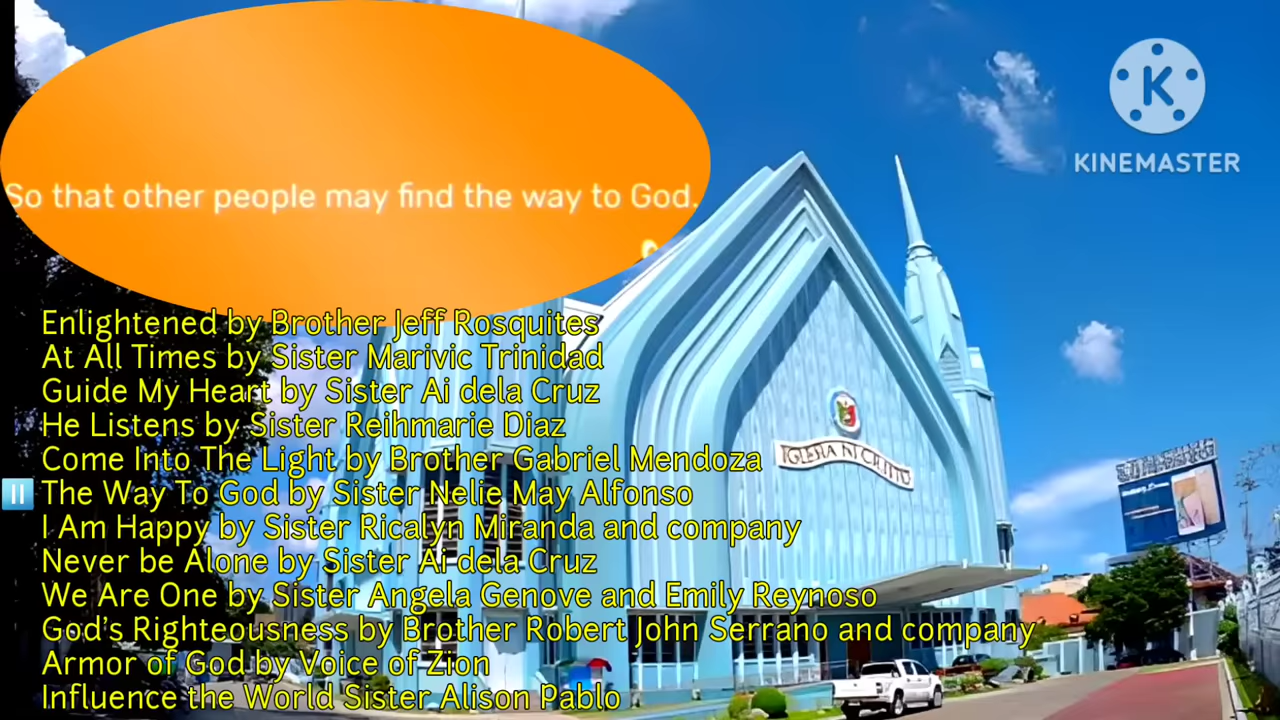 So that other people may find the way to God.
KINEMASTER
Enlightened by Brother Jeff Rosquites
At All Times by Sister Marivic Trinidad
Guide My Heart by Sister Ai dela Cruz
He Listens by Sister Reihmarie Diaz
Come Into The Light by Brother Gabriel Mendoza
The Way To God by Sister Nelie May Alfonso
I Am Happy by Sister Ricalyn Miranda and company
Never be Alone by Sister Ai dela Cruz
We Are One by Sister Angela Genove and Emily Reynoso
God's Righteousness by Brother Robert John Serrano and company
Armor of God by Voice of Zion
Influence the World Sister Alison Pablo
IGLESIA NI CRISTO